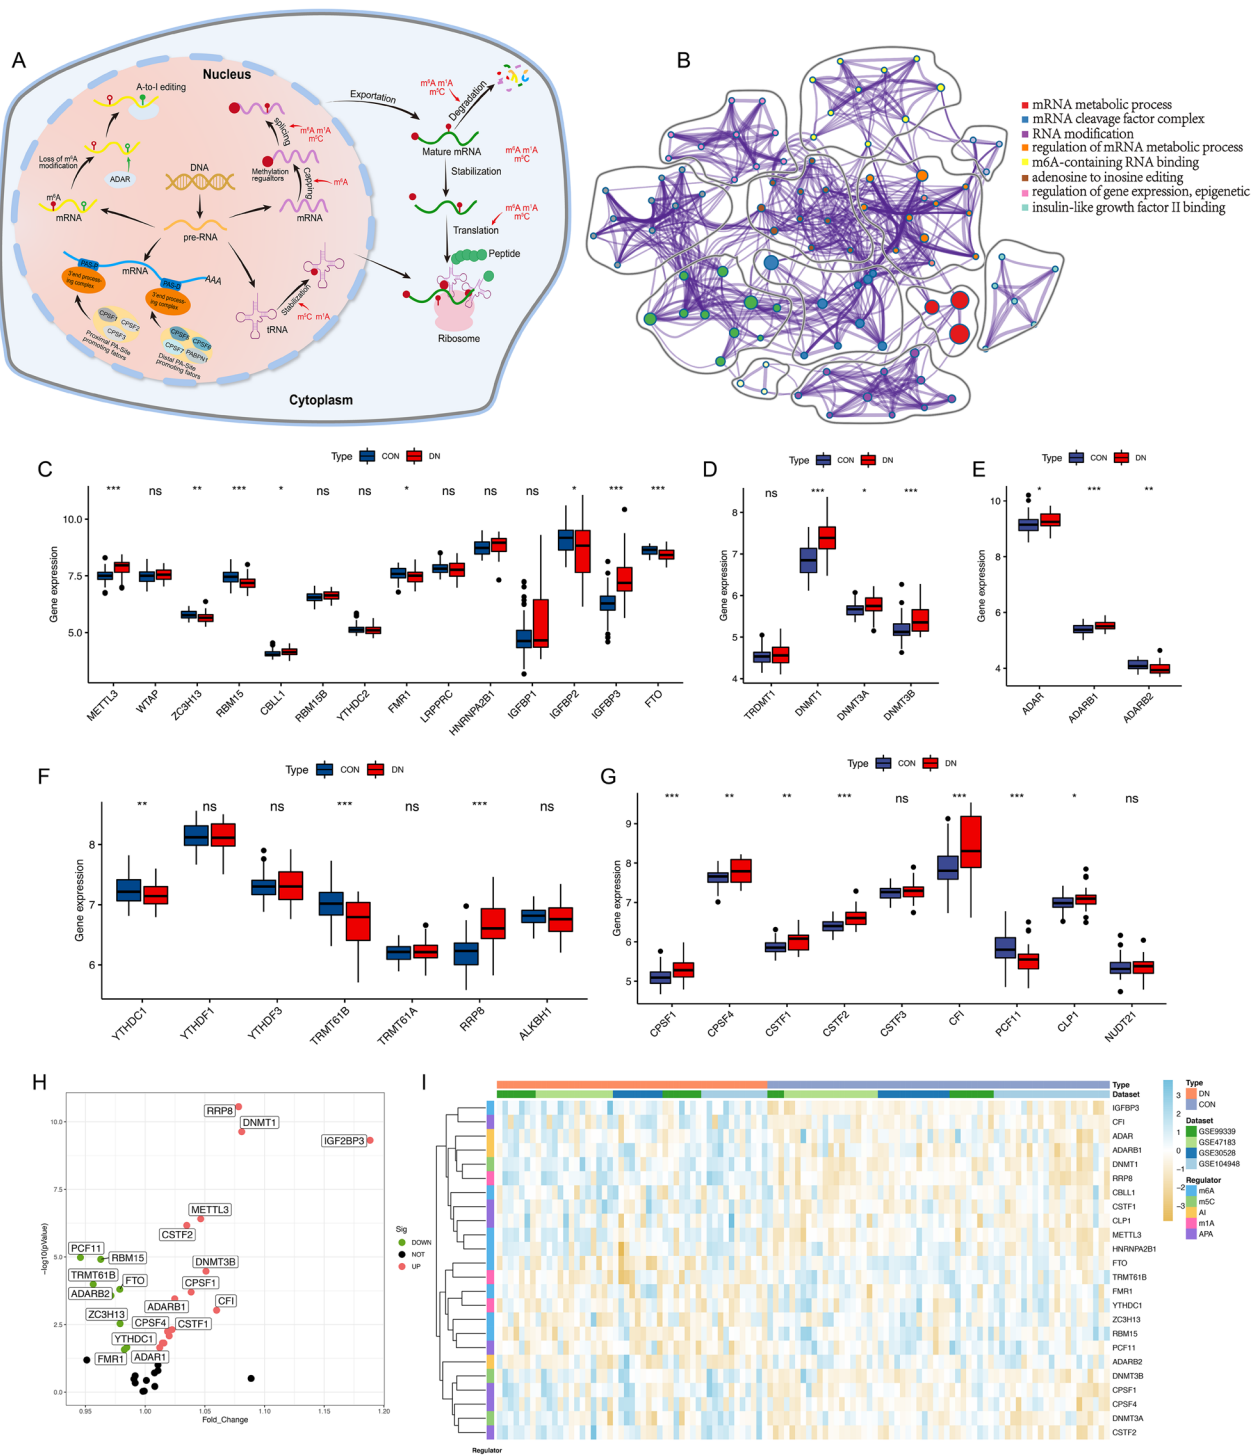 A
Nucleus
A-to-I editing
Loss of m⁶A
modification
ADAR
m⁶A
mRNA
DNA
pre-RNA
splicing
m⁶A m¹A
m⁵C
Methylation
regualtors
Capping
m⁶A
mRNA
PAS-P
mRNA
PAS-D
AAA
3'end process-
ing complex
3'end process-
ing complex
CPSF1
CPSF2
CPSF3
Proximal PA-Site
promoting fators
CPSF5
CPSF6
CPSF7
PABPN1
Distal PA-Site
promoting fators
tRNA
Stabilization
m⁵C m¹A
Exportation
m⁶A m¹A
m⁵C
Degradation
Mature mRNA
m⁶A m¹A
m⁵C
Stabilization
m⁶A m¹A
m⁵C
Translation
Peptide
Ribosome
Cytoplasm
B
mRNA metabolic process
mRNA cleavage factor complex
RNA modification
regulation of mRNA metabolic process
m6A-containing RNA binding
adenosine to inosine editing
regulation of gene expression, epigenetic
insulin-like growth factor II binding
C
Type CON DN
*** ns ** *** * ns ns * ns ns ns * *** ***
Gene expression
10.0
7.5
5.0
METTL3 WTAP ZC3H13 RBM15 CBLL1 RBM15B YTHDC2 FMR1 LRPPRC HNRNPA2B1 IGFBP1 IGFBP2 IGFBP3 FTO
D
Type CON DN
ns *** * ***
Gene expression
8
7
6
5
4
TRDMT1 DNMT1 DNMT3A DNMT3B
E
Type CON DN
* *** **
Gene expression
10
8
6
4
ADAR ADARB1 ADARB2
F
Type CON DN
** ns ns *** ns *** ns
Gene expression
8
7
6
YTHDC1 YTHDF1 YTHDF3 TRMT61B TRMT61A RRP8 ALKBH1
G
Type CON DN
*** ** ** *** ns *** *** * ns
Gene expression
9
8
7
6
5
CPSF1 CPSF4 CSTF1 CSTF2 CSTF3 CFI PCF11 CLP1 NUDT21
H
−log10(pValue)
10.0
7.5
5.0
2.5
0.0
RRP8
DNMT1
IGF2BP3
METTL3
CSTF2
PCF11
RBM15
DNMT3B
TRMT61B
FTO
CPSF1
ADARB2
ADARB1
CFI
ZC3H13
CPSF4
CSTF1
YTHDC1
FMR1
ADAR1
0.95 1.00 1.05 1.10 1.15 1.20
Fold_Change
Sig
DOWN
NOT
UP
I
Type
Dataset
IGFBP3
CFI
ADAR
ADARB1
DNMT1
RRP8
CBLL1
CSTF1
CLP1
METTL3
HNRNPA2B1
FTO
TRMT61B
FMR1
YTHDC1
ZC3H13
RBM15
PCF11
ADARB2
DNMT3B
CPSF1
CPSF4
DNMT3A
CSTF2
Regulator
3
2
1
0
−1
−2
−3
Type
DN
CON
Dataset
GSE99339
GSE47183
GSE30528
GSE104948
Regulator
m6A
m5C
AI
m1A
APA